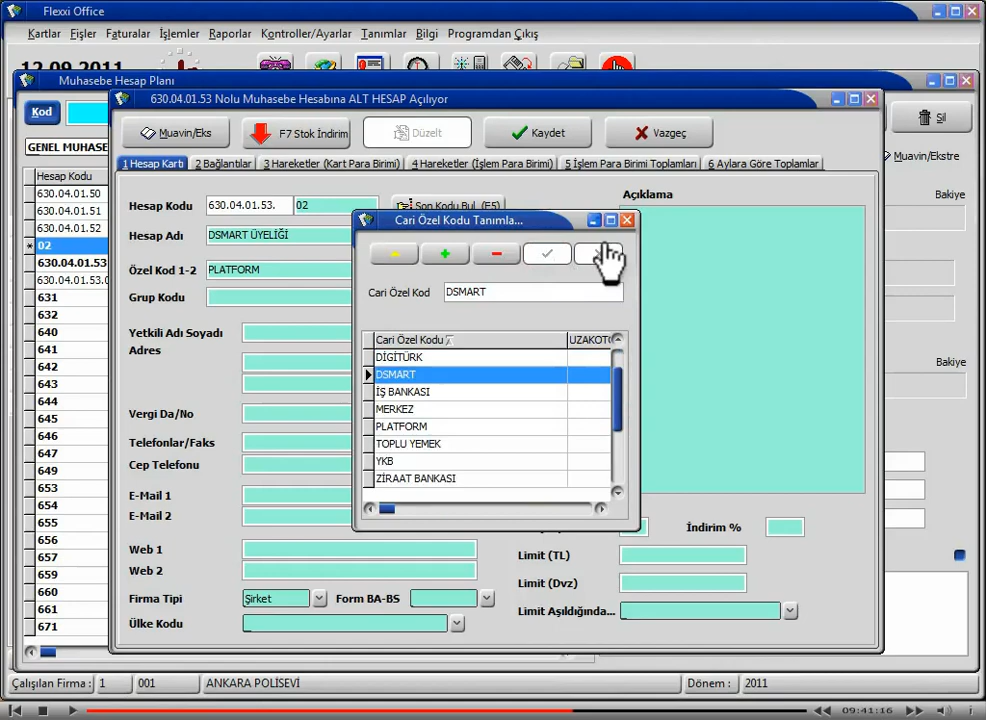 Flexxi Office
Kartlar Fişler Faturalar İşlemler Raporlar Kontroller/Ayarlar Tanımlar Bilgi Programdan Çıkış
12.09.2011
Muhasebe Hesap Planı
630.04.01.53 Nolu Muhasebe Hesabına ALT HESAP Açılıyor
Kod
Muavin/Eks F7 Stok İndirim Düzelt Kaydet Vazgeç
Sil
GENEL MUHASE
Muavin/Ekstre
1 Hesap Kartı 2 Bağlantılar 3 Hareketler (Kart Para Birimi) 4 Hareketler (İşlem Para Birimi) 5 İşlem Para Birimi Toplamları 6 Aylara Göre Toplamlar
Hesap Kodu
630.04.01.50
630.04.01.51
630.04.01.52
* 02
630.04.01.53
630.04.01.53.0
631
632
640
641
642
643
644
645
646
647
649
653
654
655
656
657
659
660
661
671
Hesap Kodu 630.04.01.53. 02 Son Kodu Bul (F5)
Hesap Adı DSMART ÜYELİĞİ
Özel Kod 1-2 PLATFORM
Grup Kodu
Yetkili Adı Soyadı
Adres
Vergi Da/No
Telefonlar/Faks
Cep Telefonu
E-Mail 1
E-Mail 2
Web 1
Web 2
Firma Tipi Şirket Form BA-BS
Ülke Kodu
Açıklama
İndirim %
Limit (TL)
Limit (Dvz)
Limit Aşıldığında...
Bakiye
Bakiye
Cari Özel Kodu Tanımla...
Cari Özel Kod DSMART
Cari Özel Kodu UZAKOTO
DİGİTÜRK
DSMART
İŞ BANKASI
MERKEZ
PLATFORM
TOPLU YEMEK
YKB
ZİRAAT BANKASI
Çalışılan Firma : 1 001 ANKARA POLİSEVİ Dönem : 2011
09:41:16